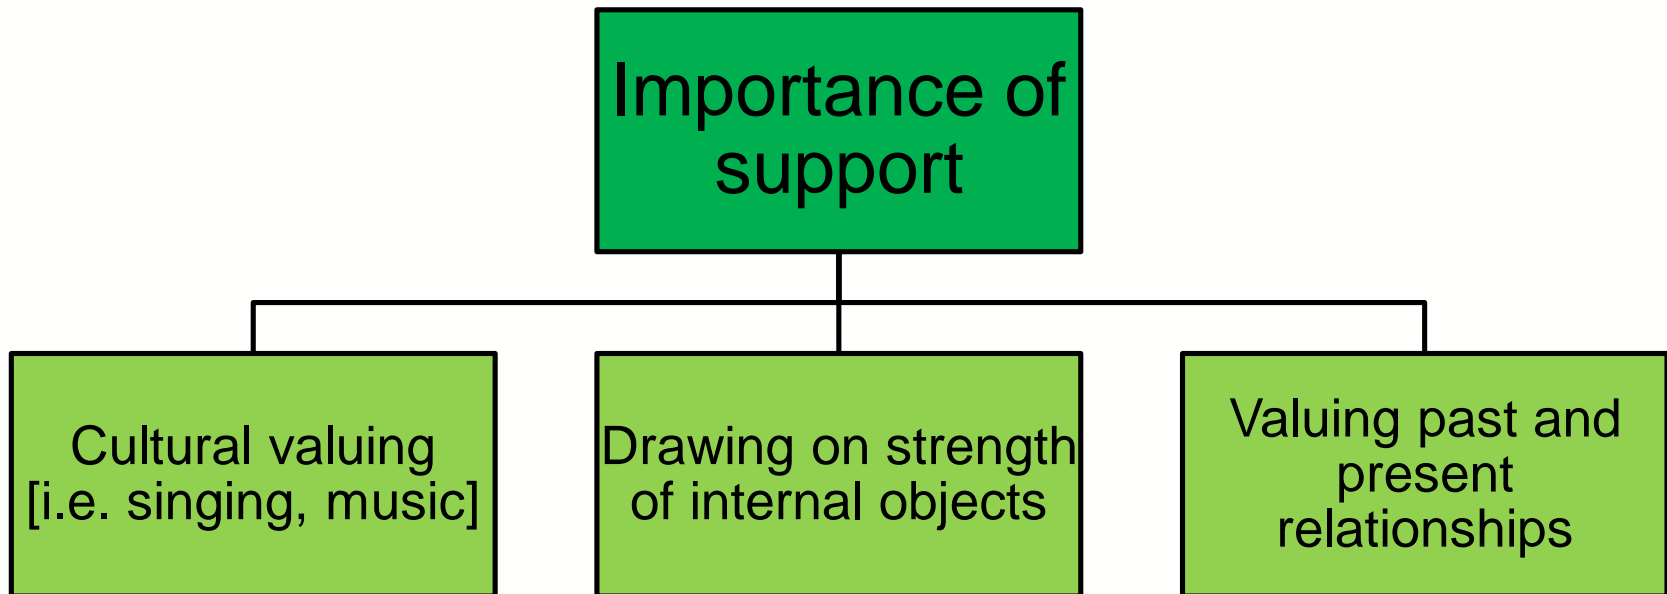 Importance of
support
Cultural valuing
[i.e. singing, music]
Drawing on strength
of internal objects
Valuing past and
present
relationships